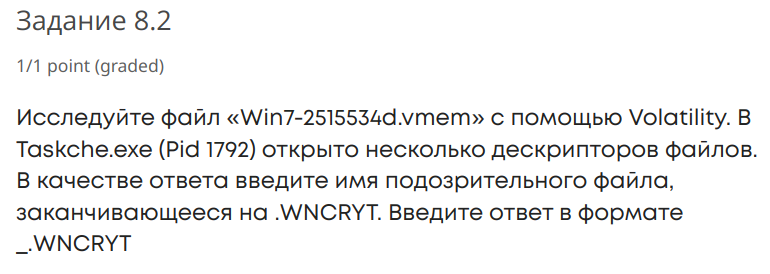 Задание 8.2
1/1 point (graded)
Исследуйте файл «Win7-2515534d.vmem» с помощью Volatility. В
Taskche.exe (Pid 1792) открыто несколько дескрипторов файлов.
В качестве ответа введите имя подозрительного файла,
заканчивающееся на .WNCRYT. Введите ответ в формате
_.WNCRYT